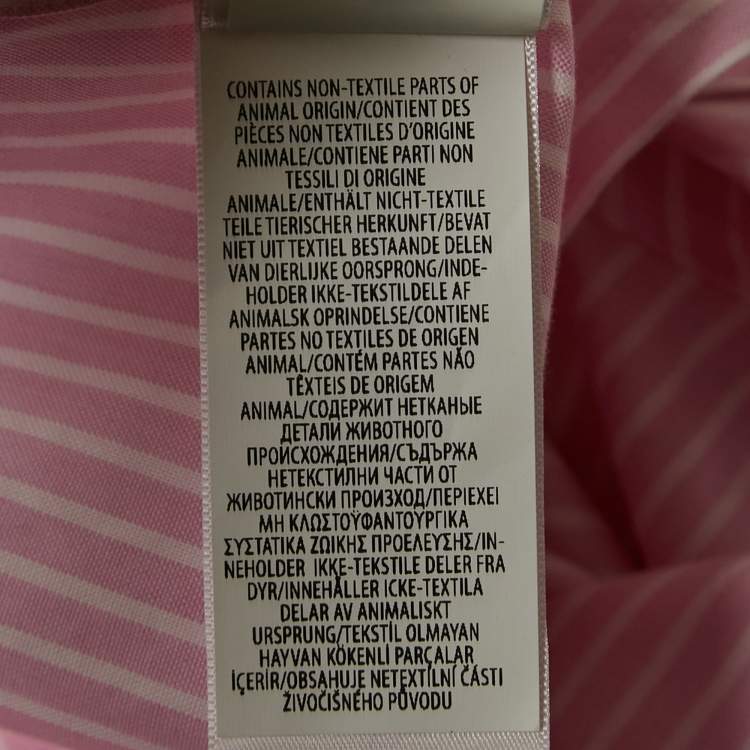 CONTAINS NON-TEXTILE PARTS OF
ANIMAL ORIGIN/CONTIENT DES
PIÈCES NON TEXTILES D'ORIGINE
ANIMALE/CONTIENE PARTI NON
TESSILI DI ORIGINE
ANIMALE/ENTHÄLT NICHT-TEXTILE
TEILE TIERISCHER HERKUNFT/BEVAT
NIET UIT TEXTIEL BESTAANDE DELEN
VAN DIERLIJKE OORSPRONG/INDE-
HOLDER IKKE-TEKSTILDELE AF
ANIMALSK OPRINDELSE/CONTIENE
PARTES NO TEXTILES DE ORIGEN
ANIMAL/CONTÉM PARTES NÃO
TÊXTEIS DE ORIGEM
ANIMAL/СОДЕРЖИТ НЕТКАНЫЕ
ДЕТАЛИ ЖИВОТНОГО
ПРОИСХОЖДЕНИЯ/СЪДЪРЖА
НЕТЕКСТИЛНИ ЧАСТИ ОТ
ЖИВОТИНСКИ ПРОИЗХОД/ΠΕΡΙΕΧΕΙ
ΜΗ ΚΛΩΣΤΟΫΦΑΝΤΟΥΡΓΙΚΑ
ΣΥΣΤΑΤΙΚΑ ΖΩΙΚΗΣ ΠΡΟΕΛΕΥΣΗΣ/IN-
NEHOLDER IKKE-TEKSTILE DELER FRA
DYR/INNEHÅLLER ICKE-TEXTILA
DELAR AV ANIMALISKT
URSPRUNG/TEKSTİL OLMAYAN
HAYVAN KÖKENLİ PARÇALAR
İÇERİR/OBSAHUJE NETEXTILNÍ ČÁSTI
ŽIVOČIŠNÉHO PŮVODU